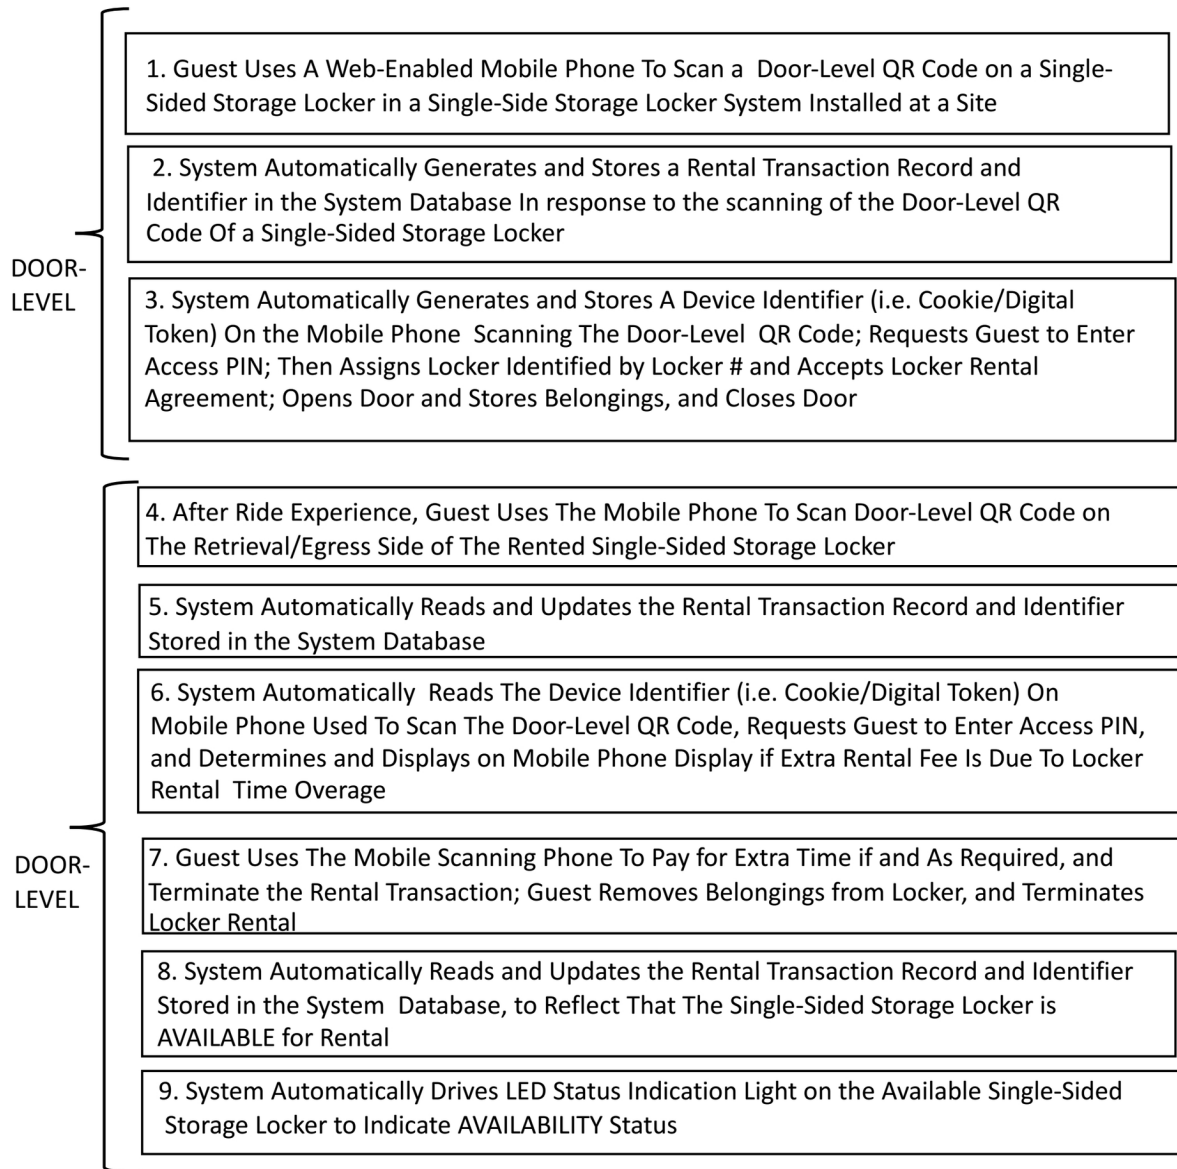 1. Guest Uses A Web-Enabled Mobile Phone To Scan a Door-Level QR Code on a Single-
Sided Storage Locker in a Single-Side Storage Locker System Installed at a Site
2. System Automatically Generates and Stores a Rental Transaction Record and
Identifier in the System Database In response to the scanning of the Door-Level QR
Code Of a Single-Sided Storage Locker
DOOR-
LEVEL
3. System Automatically Generates and Stores A Device Identifier (i.e. Cookie/Digital
Token) On the Mobile Phone Scanning The Door-Level QR Code; Requests Guest to Enter
Access PIN; Then Assigns Locker Identified by Locker # and Accepts Locker Rental
Agreement; Opens Door and Stores Belongings, and Closes Door
4. After Ride Experience, Guest Uses The Mobile Phone To Scan Door-Level QR Code on
The Retrieval/Egress Side of The Rented Single-Sided Storage Locker
5. System Automatically Reads and Updates the Rental Transaction Record and Identifier
Stored in the System Database
6. System Automatically Reads The Device Identifier (i.e. Cookie/Digital Token) On
Mobile Phone Used To Scan The Door-Level QR Code, Requests Guest to Enter Access PIN,
and Determines and Displays on Mobile Phone Display if Extra Rental Fee Is Due To Locker
Rental Time Overage
DOOR-
LEVEL
7. Guest Uses The Mobile Scanning Phone To Pay for Extra Time if and As Required, and
Terminate the Rental Transaction; Guest Removes Belongings from Locker, and Terminates
Locker Rental
8. System Automatically Reads and Updates the Rental Transaction Record and Identifier
Stored in the System Database, to Reflect That The Single-Sided Storage Locker is
AVAILABLE for Rental
9. System Automatically Drives LED Status Indication Light on the Available Single-Sided
Storage Locker to Indicate AVAILABILITY Status